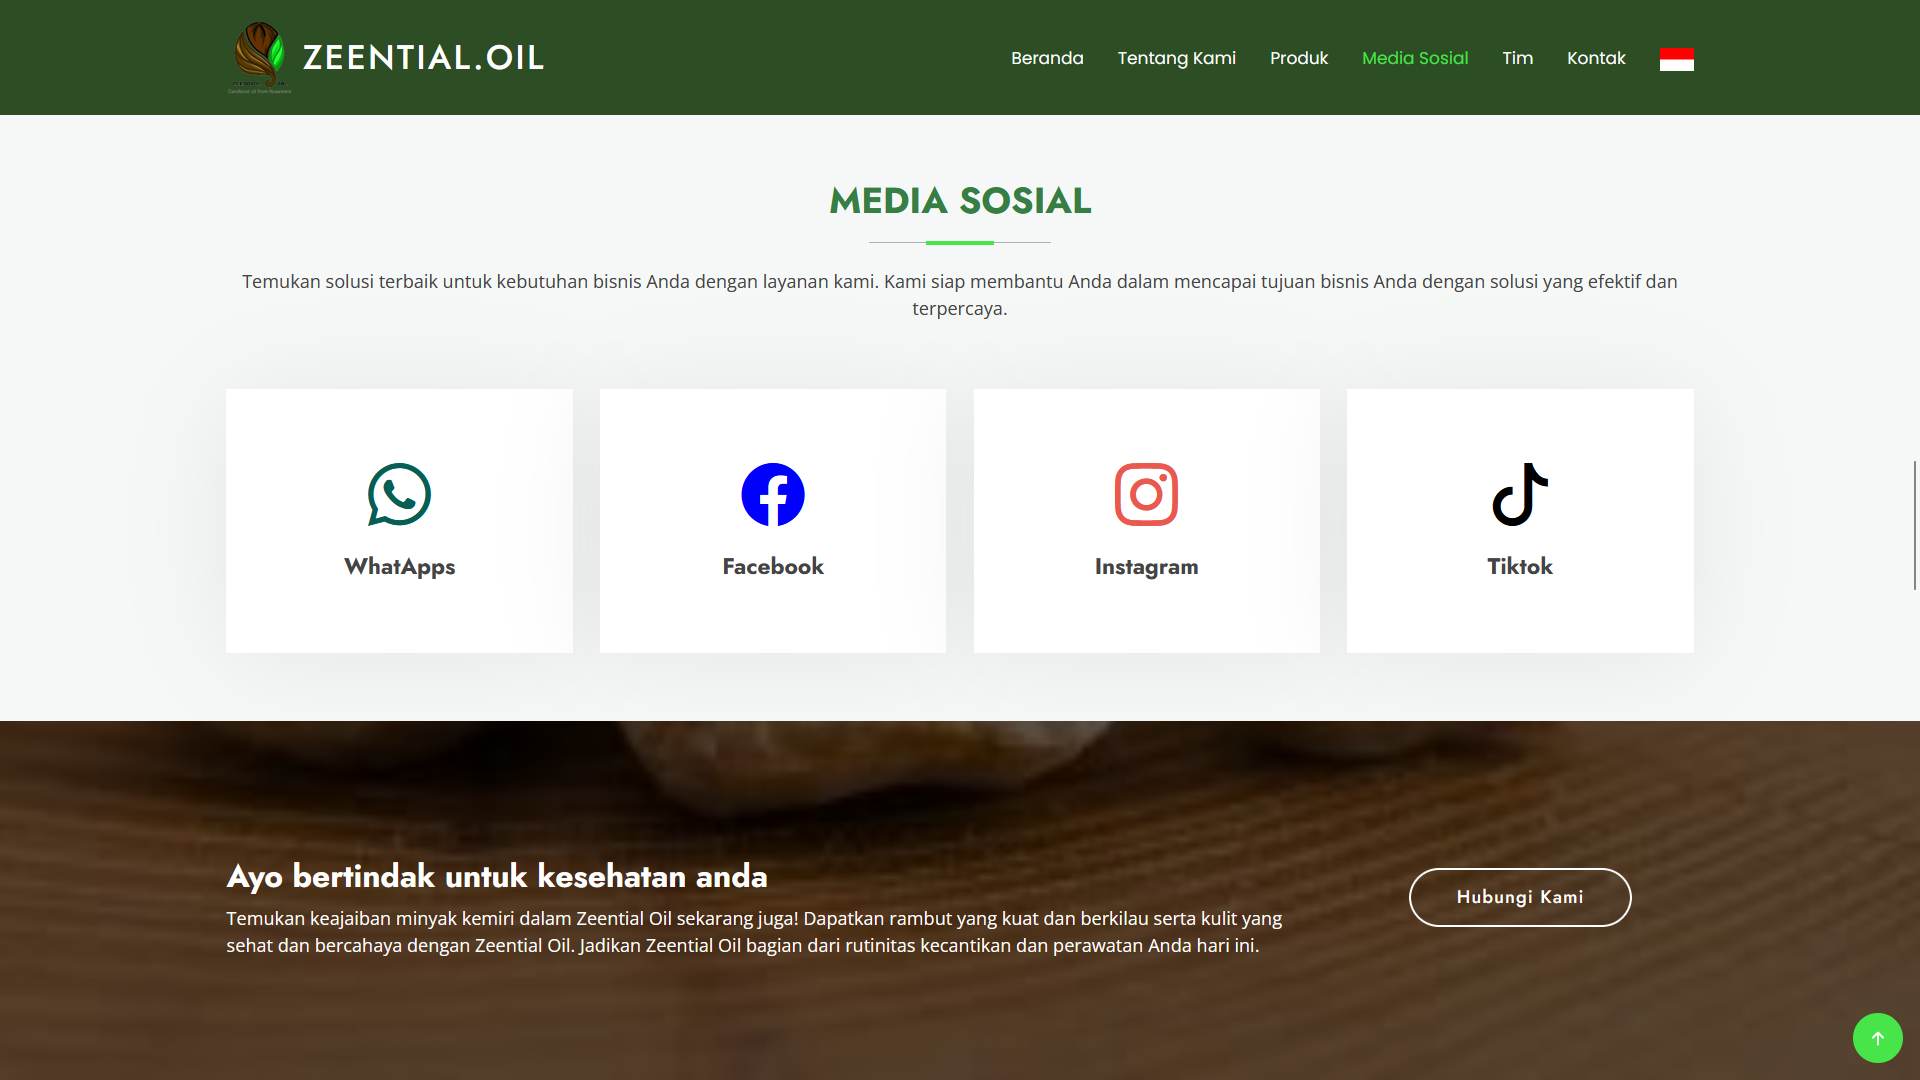 ZEENTIAL.OIL
Beranda
Tentang Kami
Produk
Media Sosial
Tim
Kontak
MEDIA SOSIAL
Temukan solusi terbaik untuk kebutuhan bisnis Anda dengan layanan kami. Kami siap membantu Anda dalam mencapai tujuan bisnis Anda dengan solusi yang efektif dan
terpercaya.
WhatApps
Facebook
Instagram
Tiktok
Ayo bertindak untuk kesehatan anda
Temukan keajaiban minyak kemiri dalam Zeential Oil sekarang juga! Dapatkan rambut yang kuat dan berkilau serta kulit yang
sehat dan bercahaya dengan Zeential Oil. Jadikan Zeential Oil bagian dari rutinitas kecantikan dan perawatan Anda hari ini.
Hubungi Kami